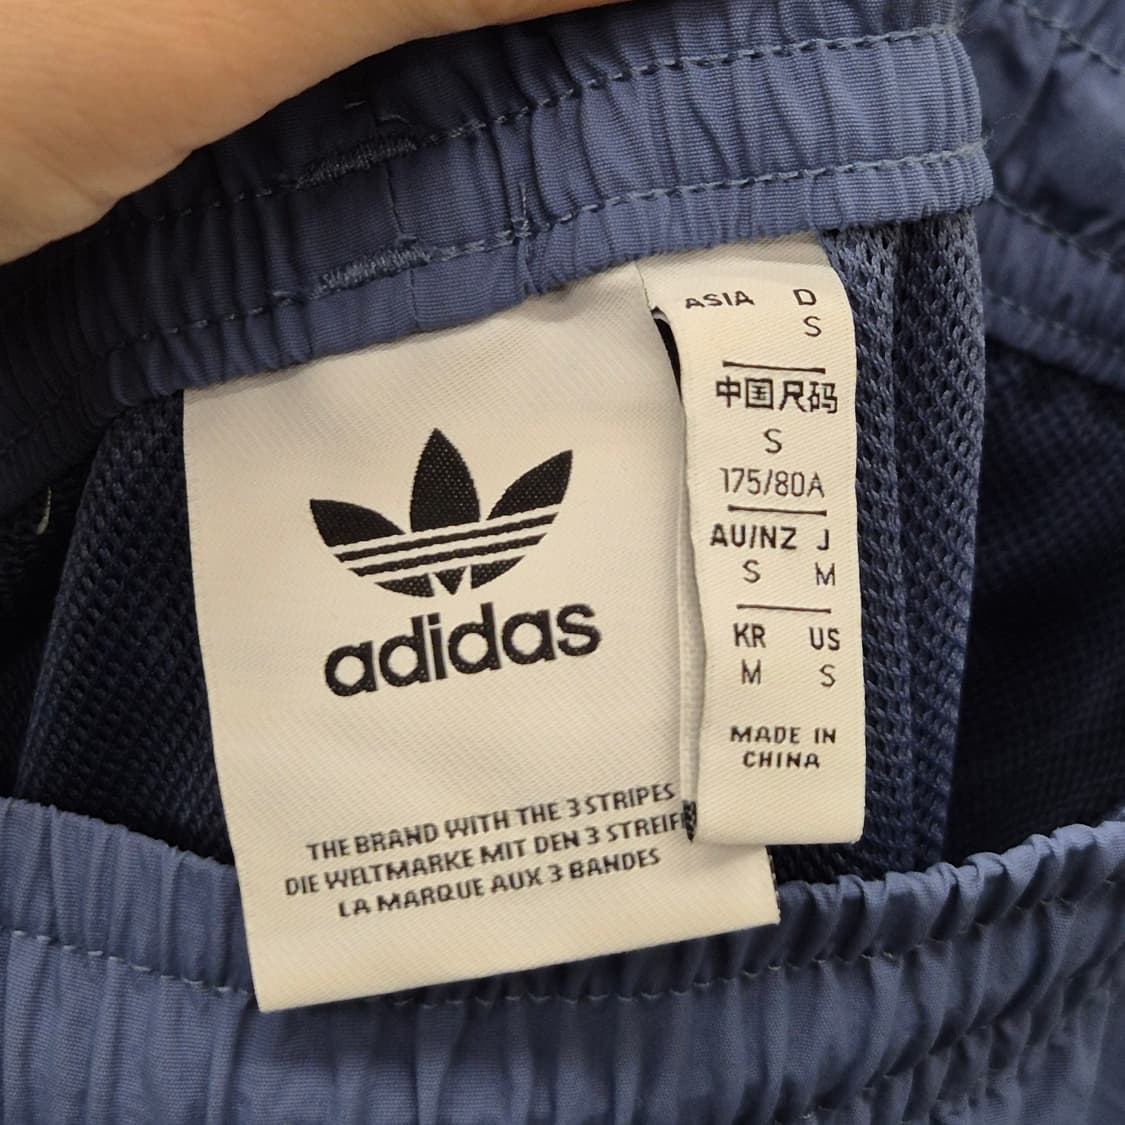 adidas
THE BRAND WITH THE 3 STRIPES
DIE WELTMARKE MIT DEN 3 STREIF
LA MARQUE AUX 3 BANDES
ASIA D
S
中国尺码
S
175/80A
AU/NZ J
S M
KR US
M S
MADE IN
CHINA